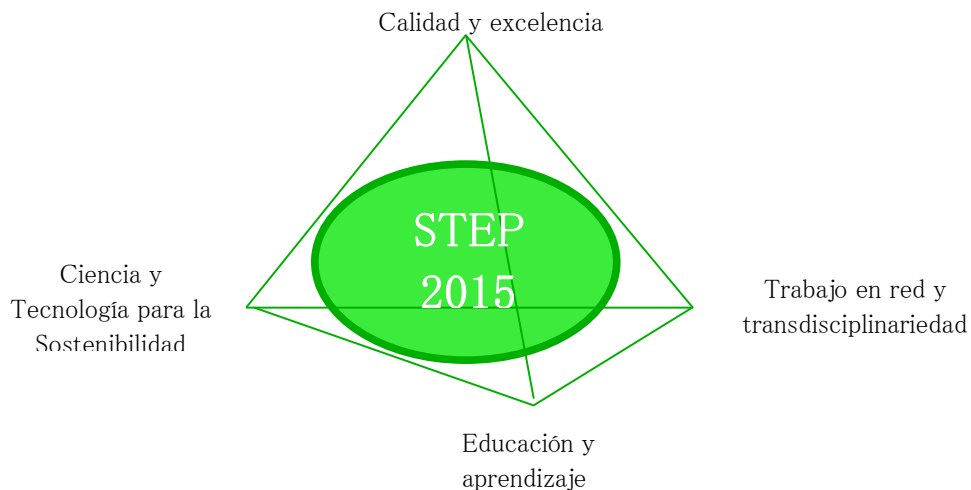 Calidad y excelencia
STEP
2015
Ciencia y
Tecnología para la
Sostenibilidad
Trabajo en red y
transdisciplinariedad
Educación y
aprendizaje